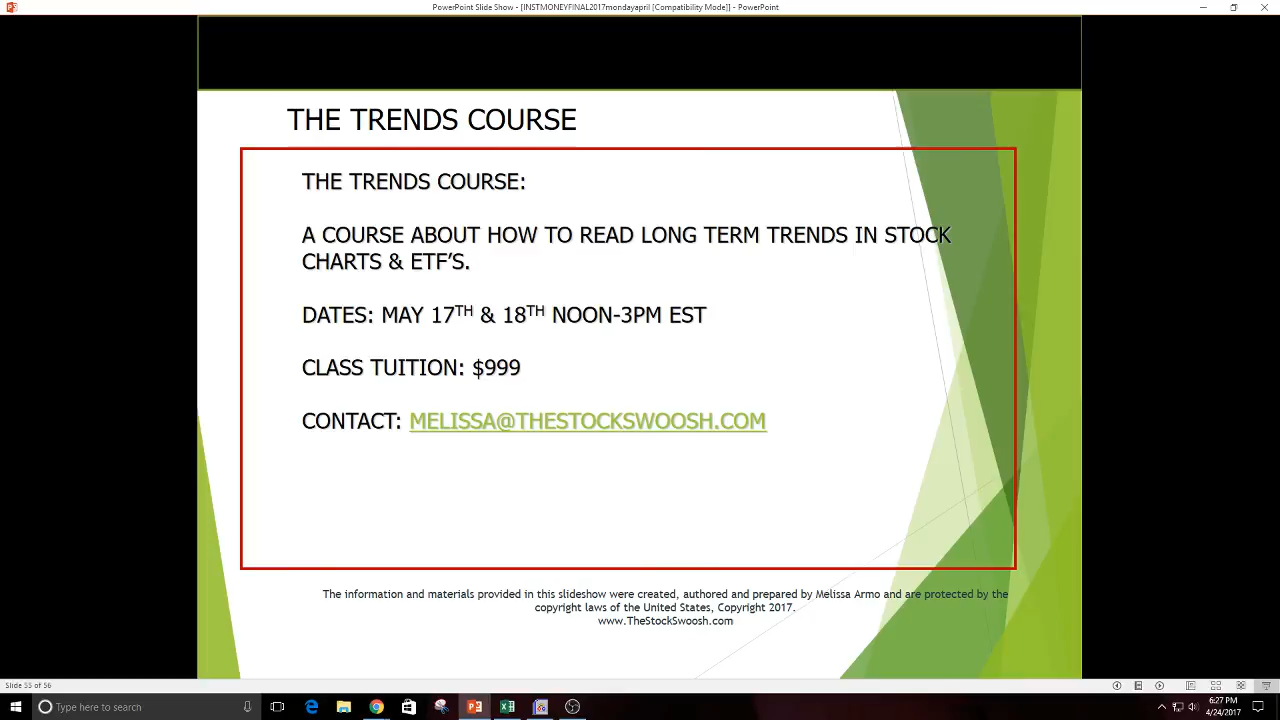 PowerPoint Slide Show - [INSTMONEYFINAL2017mondayapril [Compatibility Mode]] - PowerPoint
THE TRENDS COURSE
THE TRENDS COURSE:
A COURSE ABOUT HOW TO READ LONG TERM TRENDS IN STOCK
CHARTS & ETF’S.
DATES: MAY 17TH & 18TH NOON-3PM EST
CLASS TUITION: $999
CONTACT: MELISSA@THESTOCKSWOOSH.COM
The information and materials provided in this slideshow were created, authored and prepared by Melissa Armo and are protected by the
copyright laws of the United States, Copyright 2017.
www.TheStockSwoosh.com
Slide 55 of 56
Type here to search
6:27 PM
4/24/2017